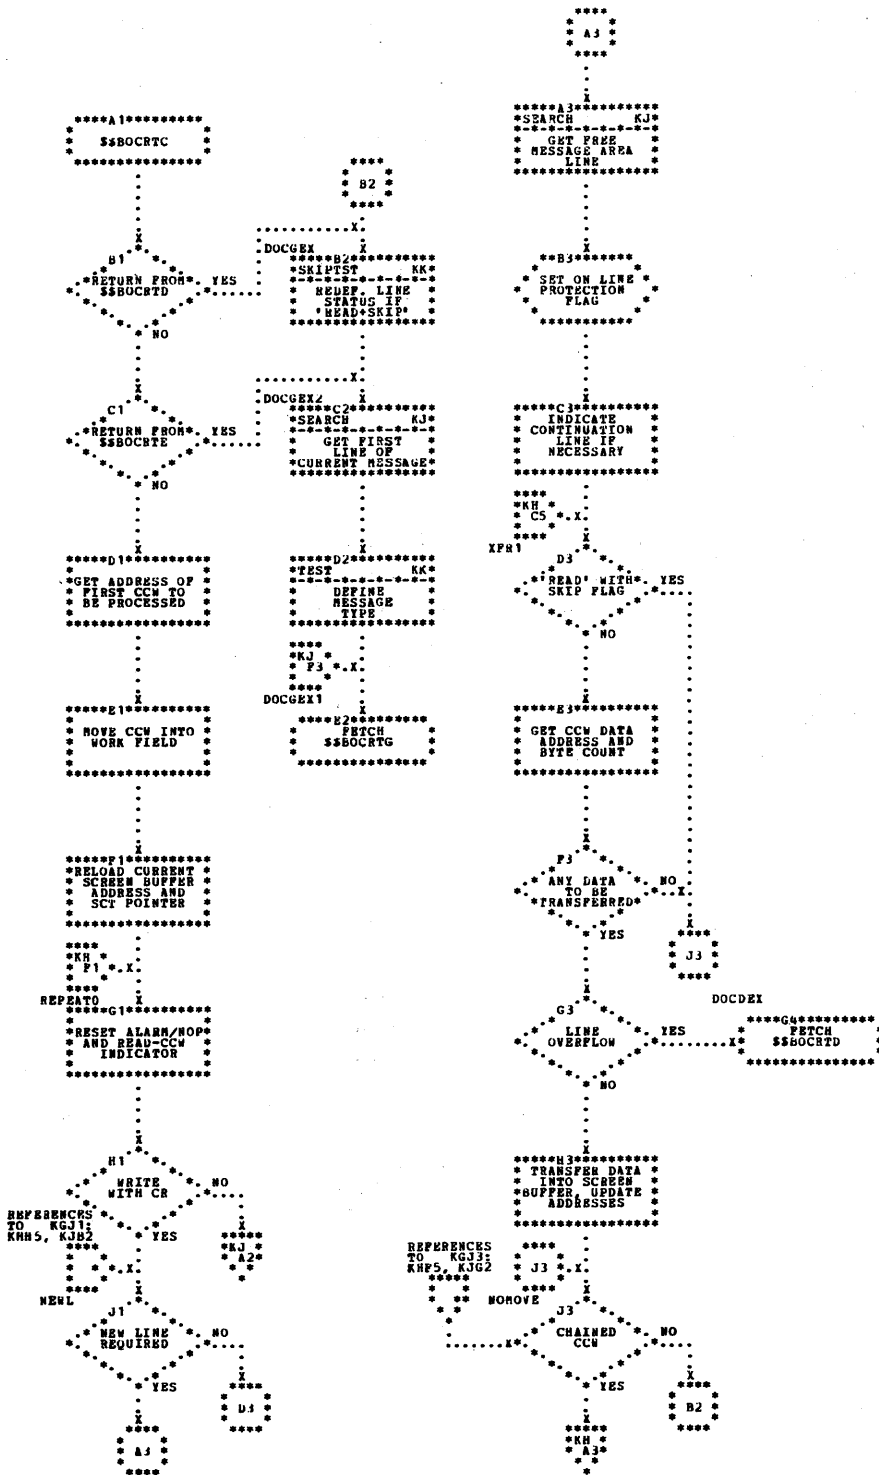 A1
$$BOCRTC
B1
RETURN FROM
$$BOCRTD
YES
NO
C1
RETURN FROM
$$BOCRTE
YES
NO
D1
GET ADDRESS OF
FIRST CCW TO
BE PROCESSED
E1
MOVE CCW INTO
WORK FIELD
F1
RELOAD CURRENT
SCREEN BUFFER
ADDRESS AND
SCT POINTER
KH
F1
REPEAT0
G1
RESET ALARM/NOP
AND READ-CCW
INDICATOR
H1
WRITE
WITH CR
NO
YES
KJ
A2
REFERENCES
TO KGJ1:
KHH5, KJB2
NEWL
J1
NEW LINE
REQUIRED
NO
YES
D3
A3
B2
DOCGEX
B2
SKIPTST KK
REDEF. LINE
STATUS IF
'READ+SKIP'
DOCGEX2
C2
SEARCH KJ
GET FIRST
LINE OF
CURRENT MESSAGE
D2
TEST KK
DEFINE
MESSAGE
TYPE
KJ
F3
DOCGEX1
E2
FETCH
$$BOCRTG
A3
A3
SEARCH KJ
GET FREE
MESSAGE AREA
LINE
B3
SET ON LINE
PROTECTION
FLAG
C3
INDICATE
CONTINUATION
LINE IF
NECESSARY
KH
C5
XFR1
D3
'READ' WITH
SKIP FLAG
YES
NO
E3
GET CCW DATA
ADDRESS AND
BYTE COUNT
F3
ANY DATA
TO BE
TRANSFERRED
NO
YES
J3
G3
LINE
OVERFLOW
YES
NO
DOCDEX
G4
FETCH
$$BOCRTD
H3
TRANSFER DATA
INTO SCREEN
BUFFER, UPDATE
ADDRESSES
REFERENCES
TO KGJ3:
KHF5, KJG2
J3
NOMOVE
J3
CHAINED
CCW
NO
YES
B2
KH
A3